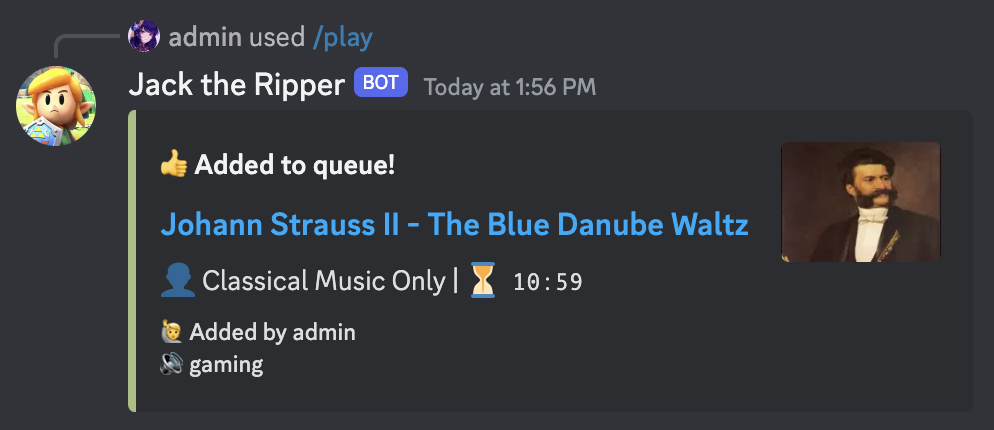 admin used /play
Jack the Ripper BOT Today at 1:56 PM
👍 Added to queue!
Johann Strauss II - The Blue Danube Waltz
👤 Classical Music Only | ⏳ 10:59
🙋 Added by admin
🔊 gaming